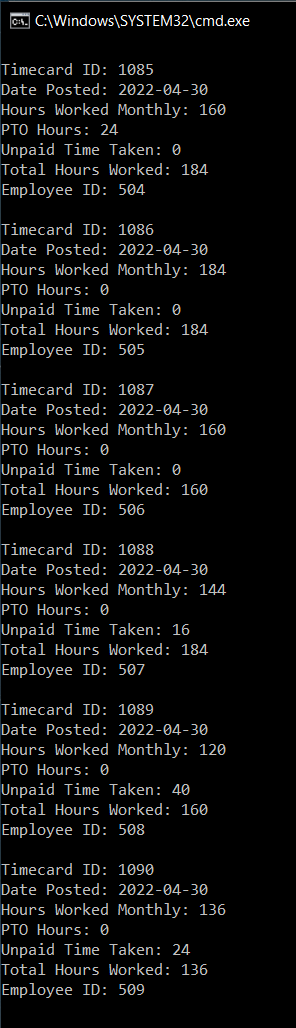 C:\Windows\SYSTEM32\cmd.exe
Timecard ID: 1085
Date Posted: 2022-04-30
Hours Worked Monthly: 160
PTO Hours: 24
Unpaid Time Taken: 0
Total Hours Worked: 184
Employee ID: 504
Timecard ID: 1086
Date Posted: 2022-04-30
Hours Worked Monthly: 184
PTO Hours: 0
Unpaid Time Taken: 0
Total Hours Worked: 184
Employee ID: 505
Timecard ID: 1087
Date Posted: 2022-04-30
Hours Worked Monthly: 160
PTO Hours: 0
Unpaid Time Taken: 0
Total Hours Worked: 160
Employee ID: 506
Timecard ID: 1088
Date Posted: 2022-04-30
Hours Worked Monthly: 144
PTO Hours: 0
Unpaid Time Taken: 16
Total Hours Worked: 184
Employee ID: 507
Timecard ID: 1089
Date Posted: 2022-04-30
Hours Worked Monthly: 120
PTO Hours: 0
Unpaid Time Taken: 40
Total Hours Worked: 160
Employee ID: 508
Timecard ID: 1090
Date Posted: 2022-04-30
Hours Worked Monthly: 136
PTO Hours: 0
Unpaid Time Taken: 24
Total Hours Worked: 136
Employee ID: 509